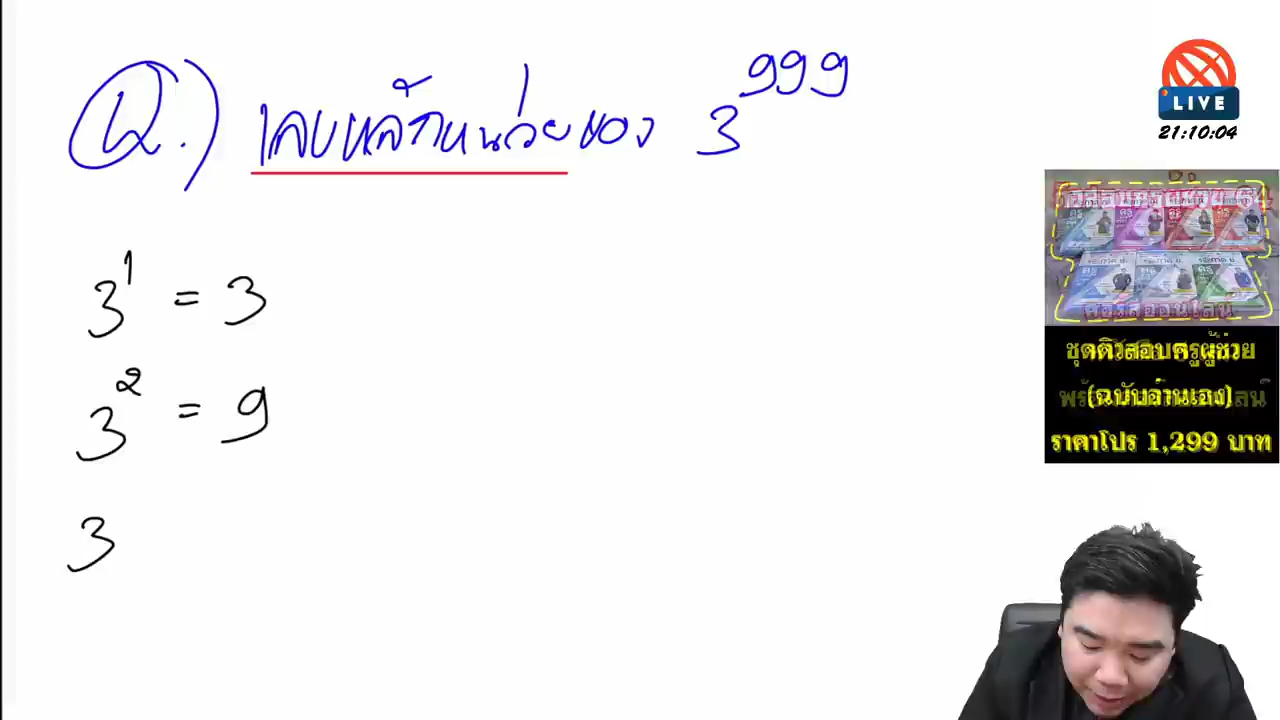 Q.) เลขหลักหน่วยของ 3^999
3^1 = 3
3^2 = 9
3
LIVE
21:10:04
ชุดติวสอบครูผู้ช่วย
(ฉบับอ่านเอง)
ราคาโปร 1,299 บาท